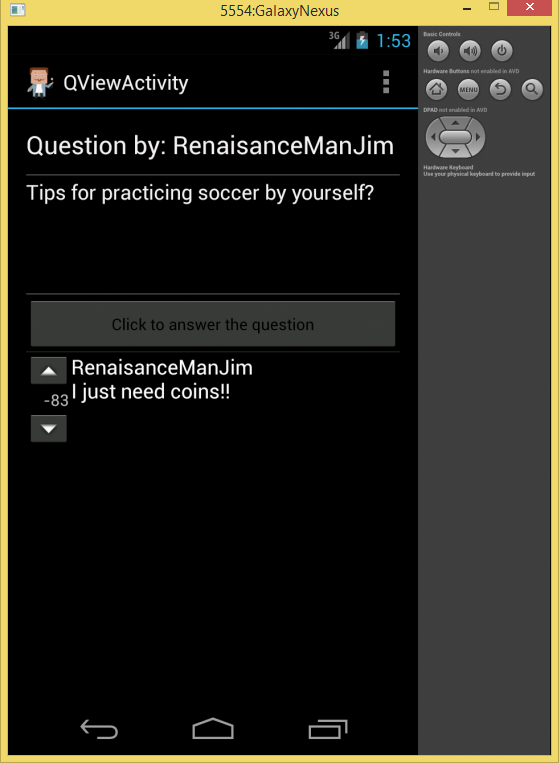 5554:GalaxyNexus
3G 1:53
QViewActivity
Question by: RenaisanceManJim
Tips for practicing soccer by yourself?
Click to answer the question
RenaisanceManJim
I just need coins!!
-83
Basic Controls
Hardware Buttons not enabled in AVD
MENU
DPAD not enabled in AVD
Hardware Keyboard
Use your physical keyboard to provide input